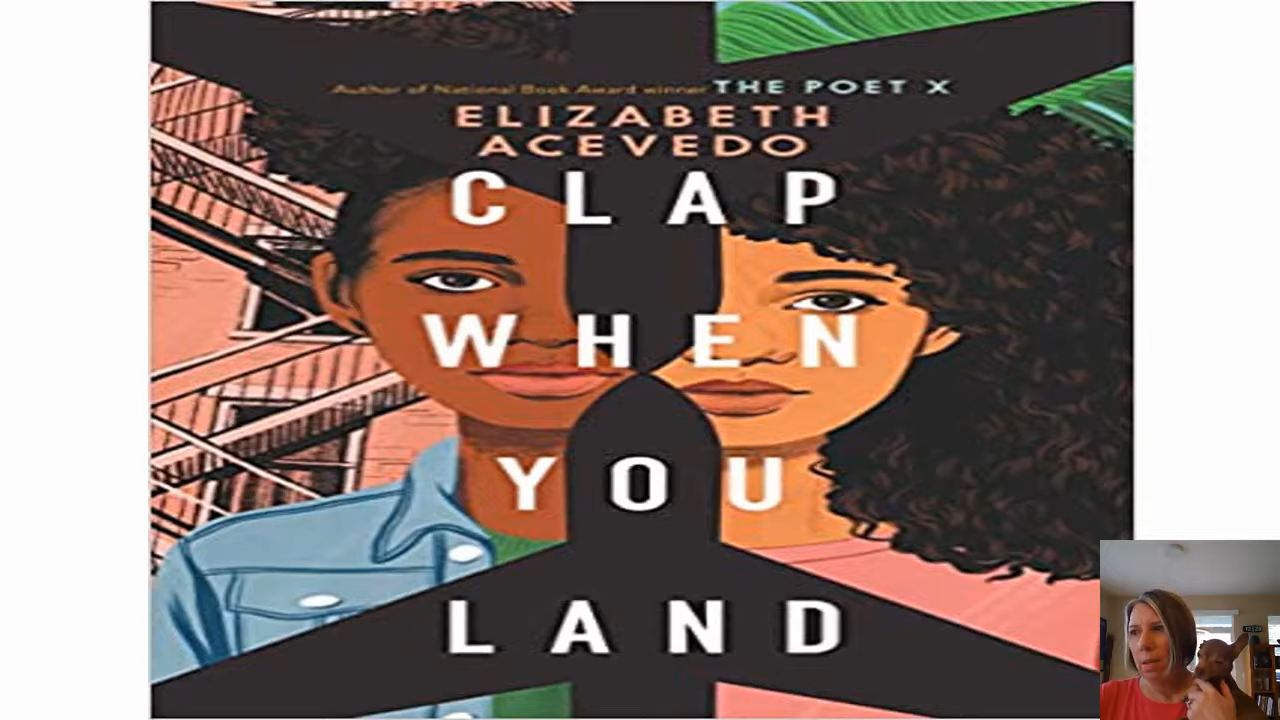 Author of National Book Award winner THE POET X
ELIZABETH
ACEVEDO
CLAP
WHEN
YOU
LAND